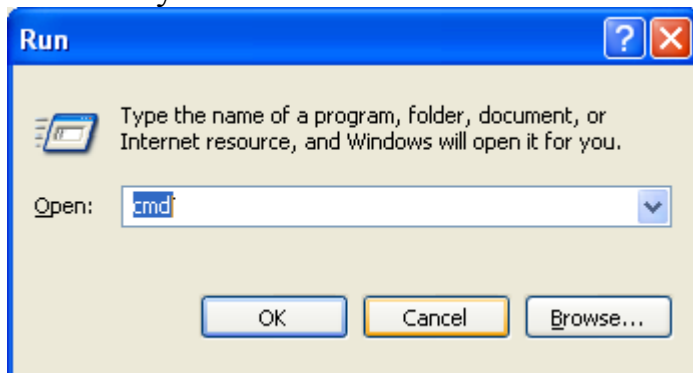 Run
Type the name of a program, folder, document, or
Internet resource, and Windows will open it for you.
Open: cmd
OK Cancel Browse...